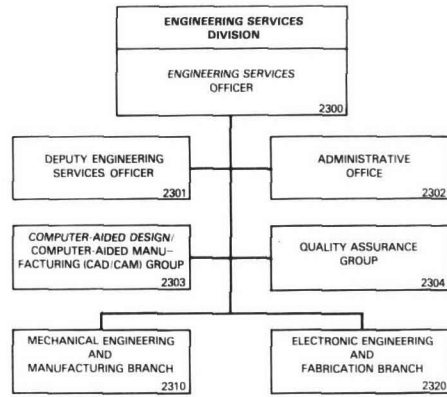 ENGINEERING SERVICES
DIVISION
ENGINEERING SERVICES
OFFICER
2300
DEPUTY ENGINEERING
SERVICES OFFICER
2301
ADMINISTRATIVE
OFFICE
2302
COMPUTER-AIDED DESIGN/
COMPUTER-AIDED MANU-
FACTURING (CAD/CAM) GROUP
2303
QUALITY ASSURANCE
GROUP
2304
MECHANICAL ENGINEERING
AND
MANUFACTURING BRANCH
2310
ELECTRONIC ENGINEERING
AND
FABRICATION BRANCH
2320